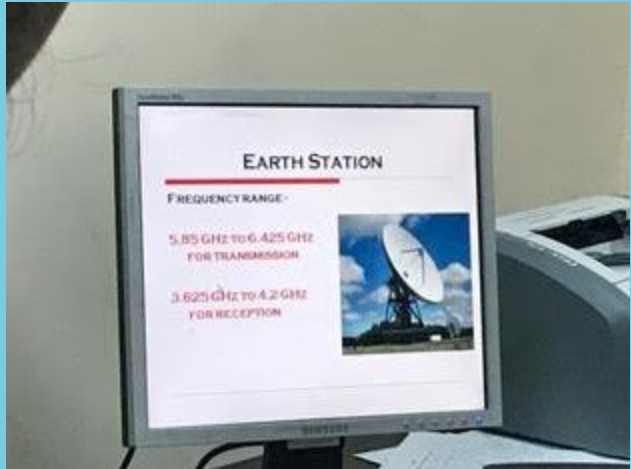 EARTH STATION
FREQUENCY RANGE-
5.85 GHZ TO 6.425 GHZ
FOR TRANSMISSION
3.625 GHZ TO 4.2 GHZ
FOR RECEPTION
SAMSUNG